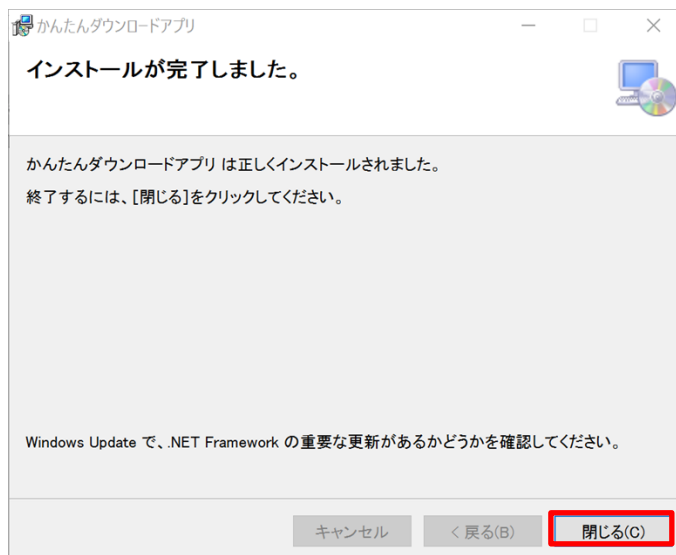 かんたんダウンロードアプリ
インストールが完了しました。
かんたんダウンロードアプリ は正しくインストールされました。
終了するには、[閉じる]をクリックしてください。
Windows Update で、.NET Framework の重要な更新があるかどうかを確認してください。
キャンセル
< 戻る(B)
閉じる(C)